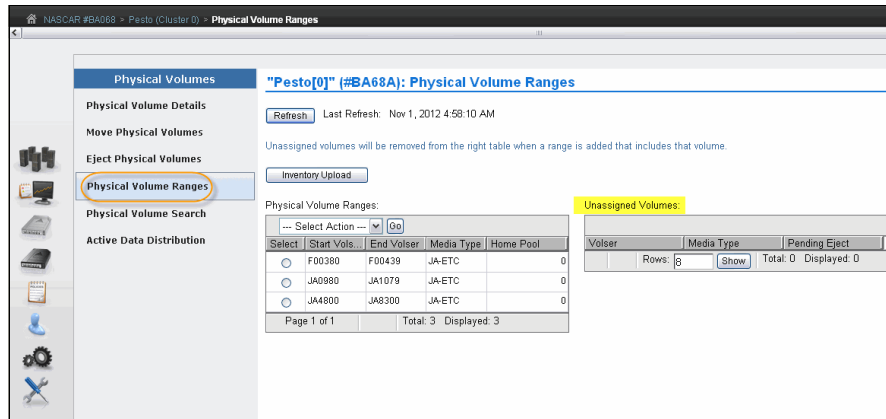 NASCAR #BA068 > Pesto (Cluster 0) > Physical Volume Ranges
Physical Volumes
Physical Volume Details
Move Physical Volumes
Eject Physical Volumes
Physical Volume Ranges
Physical Volume Search
Active Data Distribution
"Pesto[0]" (#BA68A): Physical Volume Ranges
Refresh Last Refresh: Nov 1, 2012 4:58:10 AM
Unassigned volumes will be removed from the right table when a range is added that includes that volume.
Inventory Upload
Physical Volume Ranges:
--- Select Action --- Go
Select Start Vols... End Volser Media Type Home Pool
F00380 F00439 JA-ETC 0
JA0980 JA1079 JA-ETC 0
JA4800 JA8300 JA-ETC 0
Page 1 of 1 Total: 3 Displayed: 3
Unassigned Volumes:
Volser Media Type Pending Eject
Rows: 8 Show Total: 0 Displayed: 0